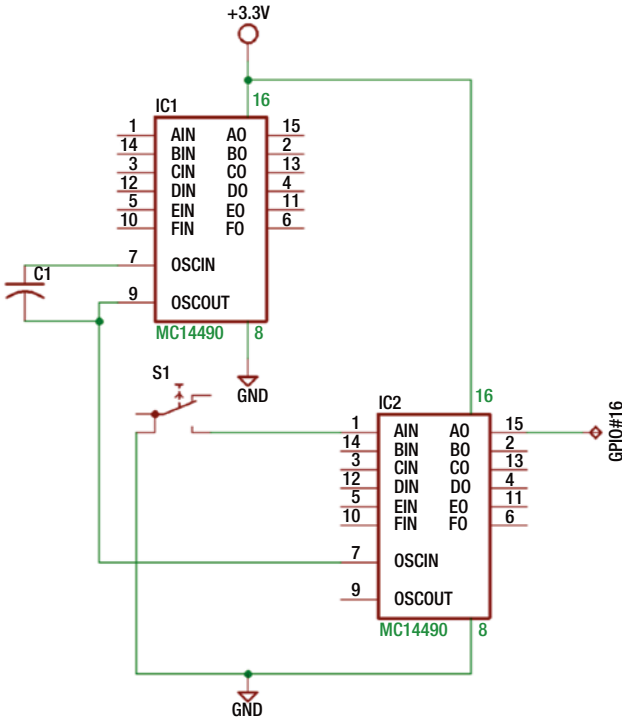 +3.3V
16
IC1
1 AIN AO 15
14 BIN BO 2
3 CIN CO 13
12 DIN DO 4
5 EIN EO 11
10 FIN FO 6
7 OSCIN
C1
9 OSCOUT
MC14490 8
S1
GND
16
IC2
1 AIN AO 15
14 BIN BO 2
3 CIN CO 13
12 DIN DO 4
5 EIN EO 11
10 FIN FO 6
7 OSCIN
9 OSCOUT
MC14490 8
GPIO#16
GND